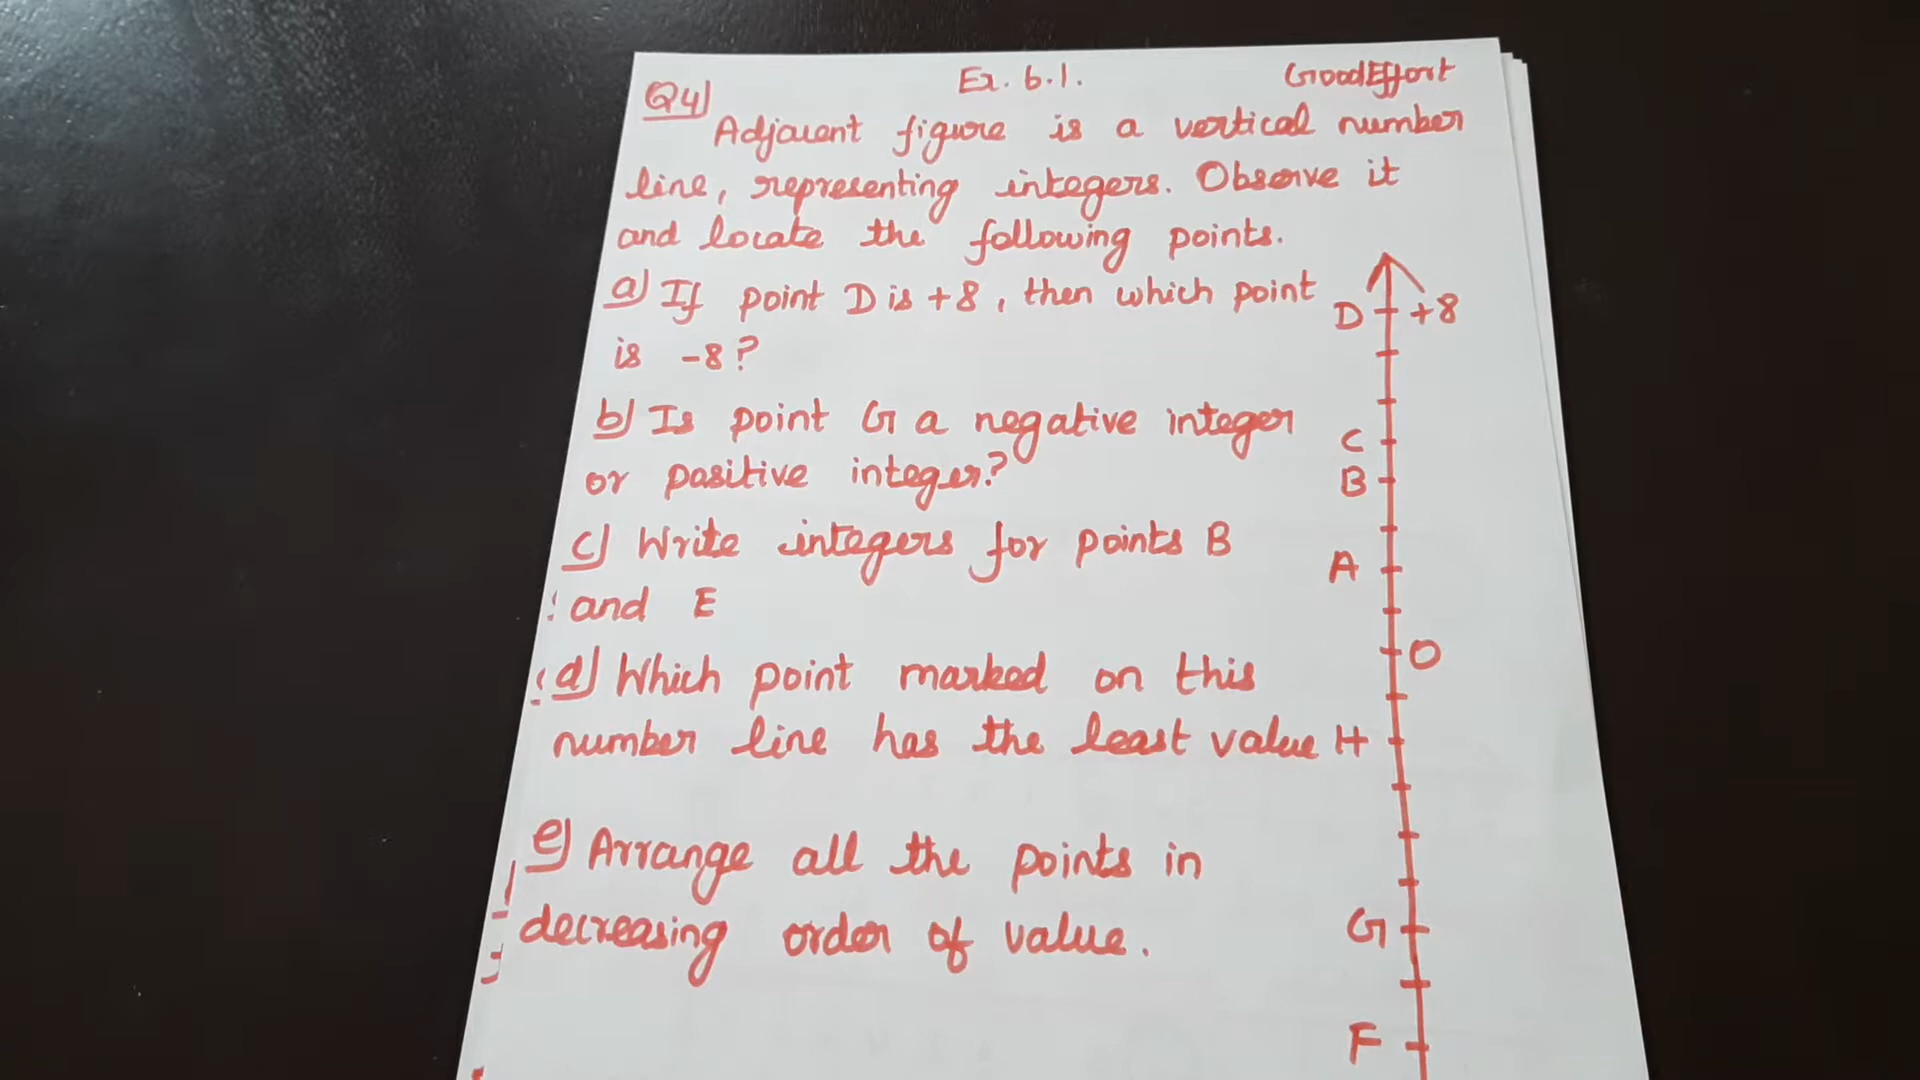 Q4) Ex. 6.1. GoodEffort
Adjacent figure is a vertical number
line, representing integers. Observe it
and locate the following points.
a) If point D is +8, then which point
is -8?
b) Is point G a negative integer
or positive integer?
c) Write integers for points B
and E
d) Which point marked on this
number line has the least value
e) Arrange all the points in
decreasing order of value.
D +8
C
B
A
O
H
G
F